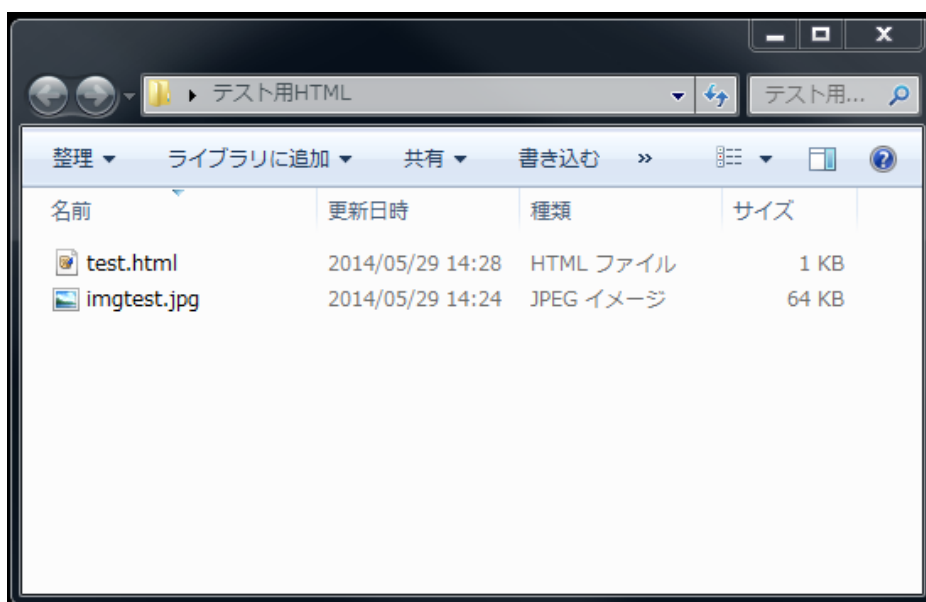 テスト用HTML テスト用...
整理 ライブラリに追加 共有 書き込む »
名前 更新日時 種類 サイズ
test.html 2014/05/29 14:28 HTML ファイル 1 KB
imgtest.jpg 2014/05/29 14:24 JPEG イメージ 64 KB